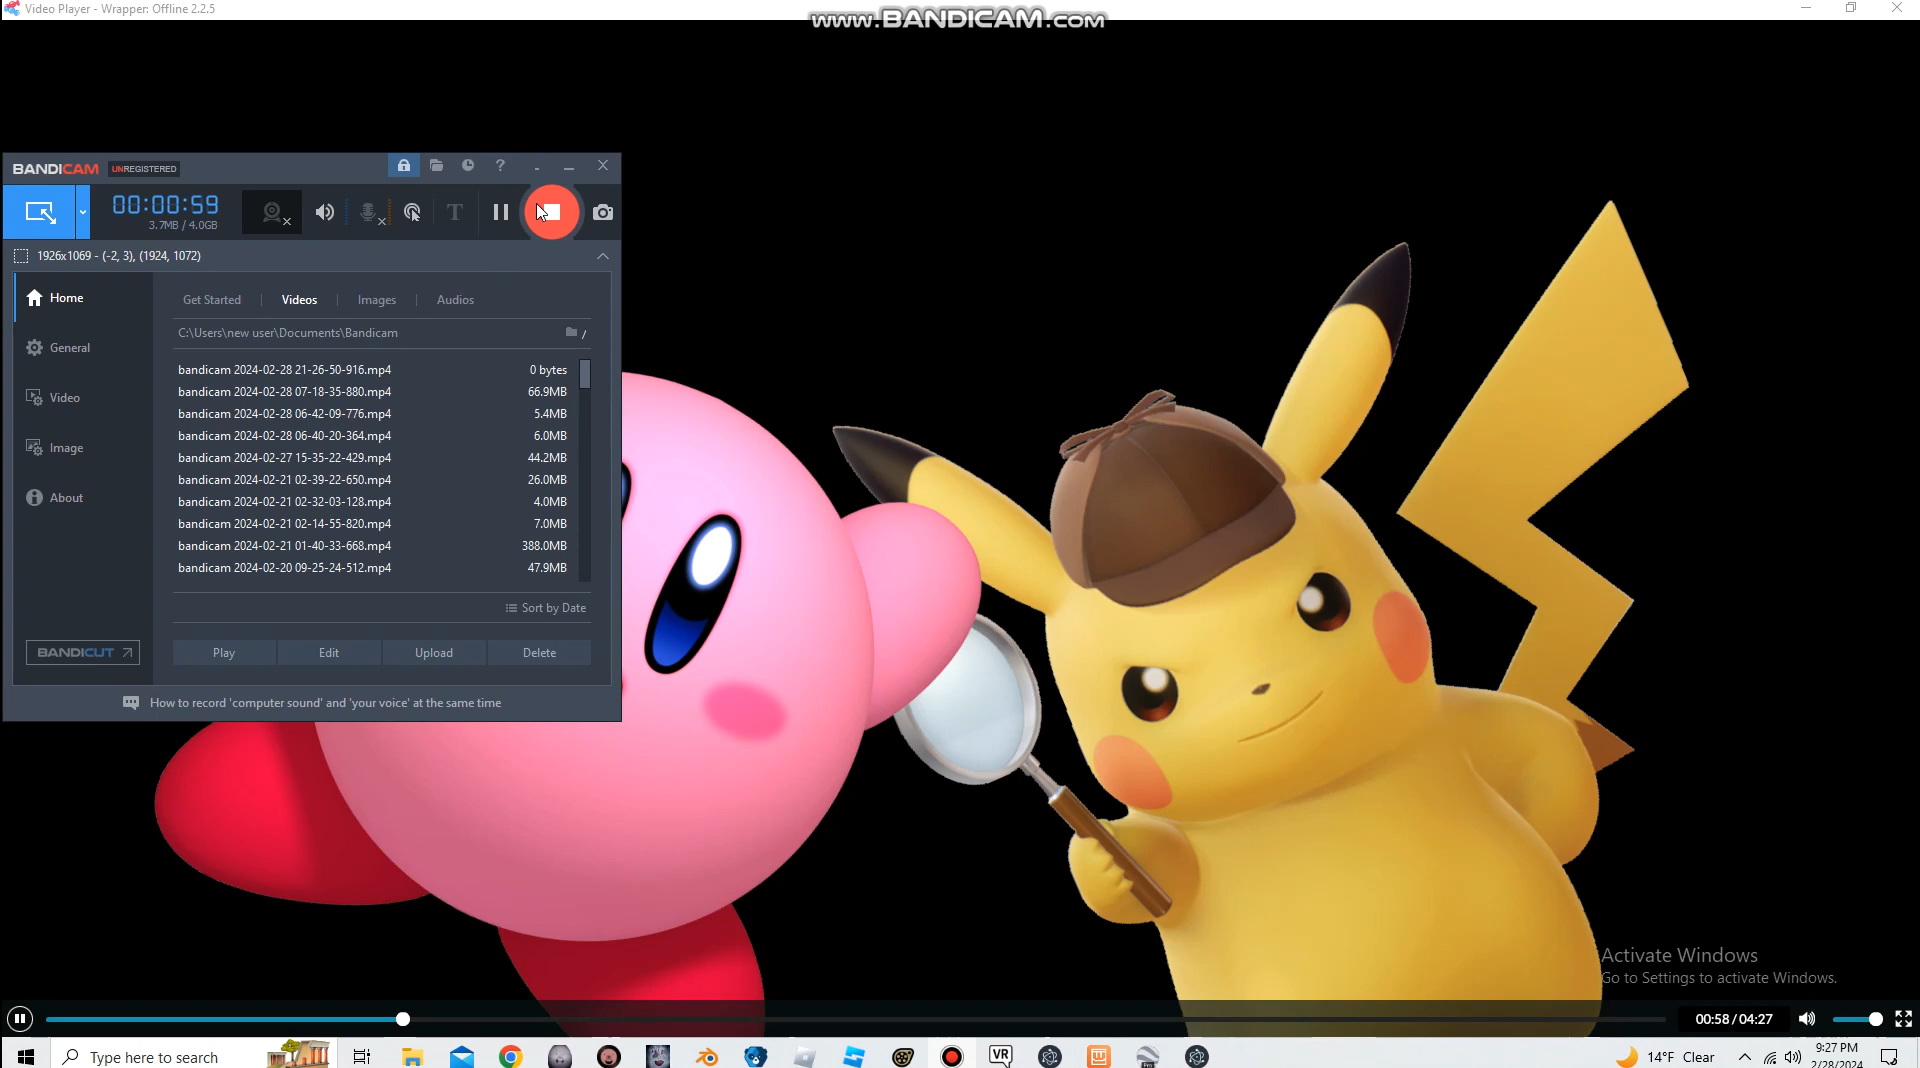 Video Player - Wrapper: Offline 2.2.5
www.BANDICAM.com
BANDICAM UNREGISTERED
?
00:00:59
3.7MB / 4.0GB
T
1926x1069 - (-2, 3), (1924, 1072)
Home
General
Video
Image
About
BANDICUT
Get Started | Videos | Images | Audios
C:\Users\new user\Documents\Bandicam /
bandicam 2024-02-28 21-26-50-916.mp4 0 bytes
bandicam 2024-02-28 07-18-35-880.mp4 66.9MB
bandicam 2024-02-28 06-42-09-776.mp4 5.4MB
bandicam 2024-02-28 06-40-20-364.mp4 6.0MB
bandicam 2024-02-27 15-35-22-429.mp4 44.2MB
bandicam 2024-02-21 02-39-22-650.mp4 26.0MB
bandicam 2024-02-21 02-32-03-128.mp4 4.0MB
bandicam 2024-02-21 02-14-55-820.mp4 7.0MB
bandicam 2024-02-21 01-40-33-668.mp4 388.0MB
bandicam 2024-02-20 09-25-24-512.mp4 47.9MB
Sort by Date
Play Edit Upload Delete
How to record 'computer sound' and 'your voice' at the same time
Activate Windows
Go to Settings to activate Windows.
00:58 / 04:27
Type here to search
VR
14°F Clear
9:27 PM
2/28/2024